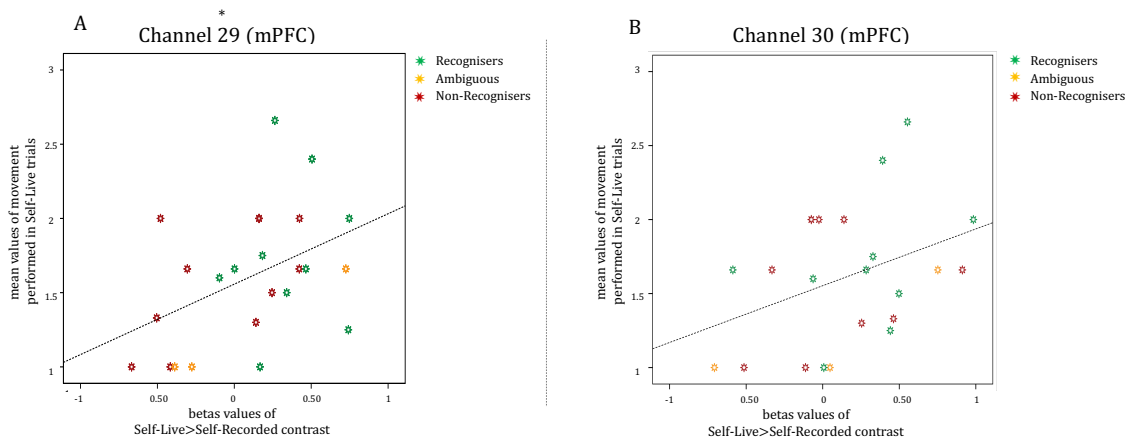 *
A
Channel 29 (mPFC)
3
2.5
2
1.5
1
-1
0.50
0
0.50
1
mean values of movement
performed in Self-Live trials
betas values of
Self-Live>Self-Recorded contrast
Recognisers
Ambiguous
Non-Recognisers
B
Channel 30 (mPFC)
3
2.5
2
1.5
1
-1
0.50
0
0.50
1
mean values of movement
performed in Self-Live trials
betas values of
Self-Live>Self-Recorded contrast
Recognisers
Ambiguous
Non-Recognisers